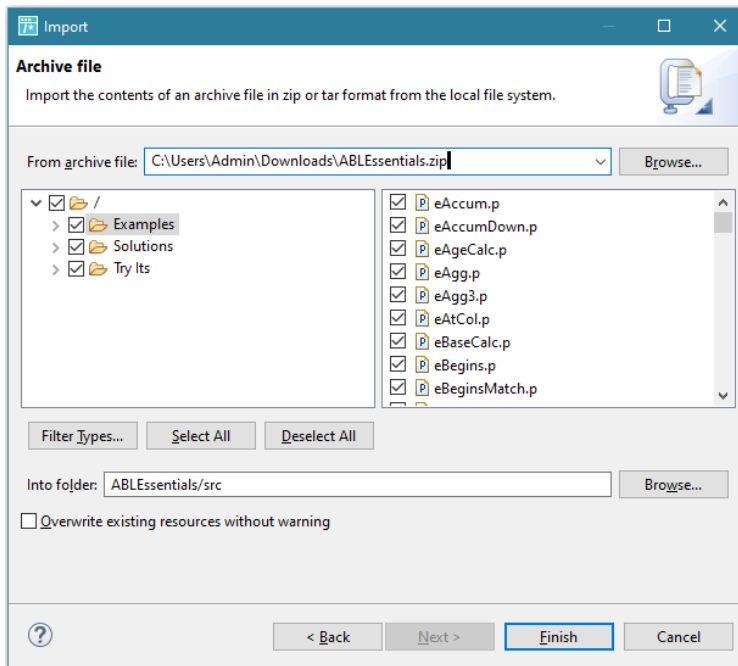 Import
Archive file
Import the contents of an archive file in zip or tar format from the local file system.
From archive file: C:\Users\Admin\Downloads\ABLEssentials.zip Browse...
/
Examples
Solutions
Try Its
eAccum.p
eAccumDown.p
eAgeCalc.p
eAgg.p
eAgg3.p
eAtCol.p
eBaseCalc.p
eBegins.p
eBeginsMatch.p
Filter Types... Select All Deselect All
Into folder: ABLEssentials/src Browse...
Overwrite existing resources without warning
? < Back Next > Finish Cancel